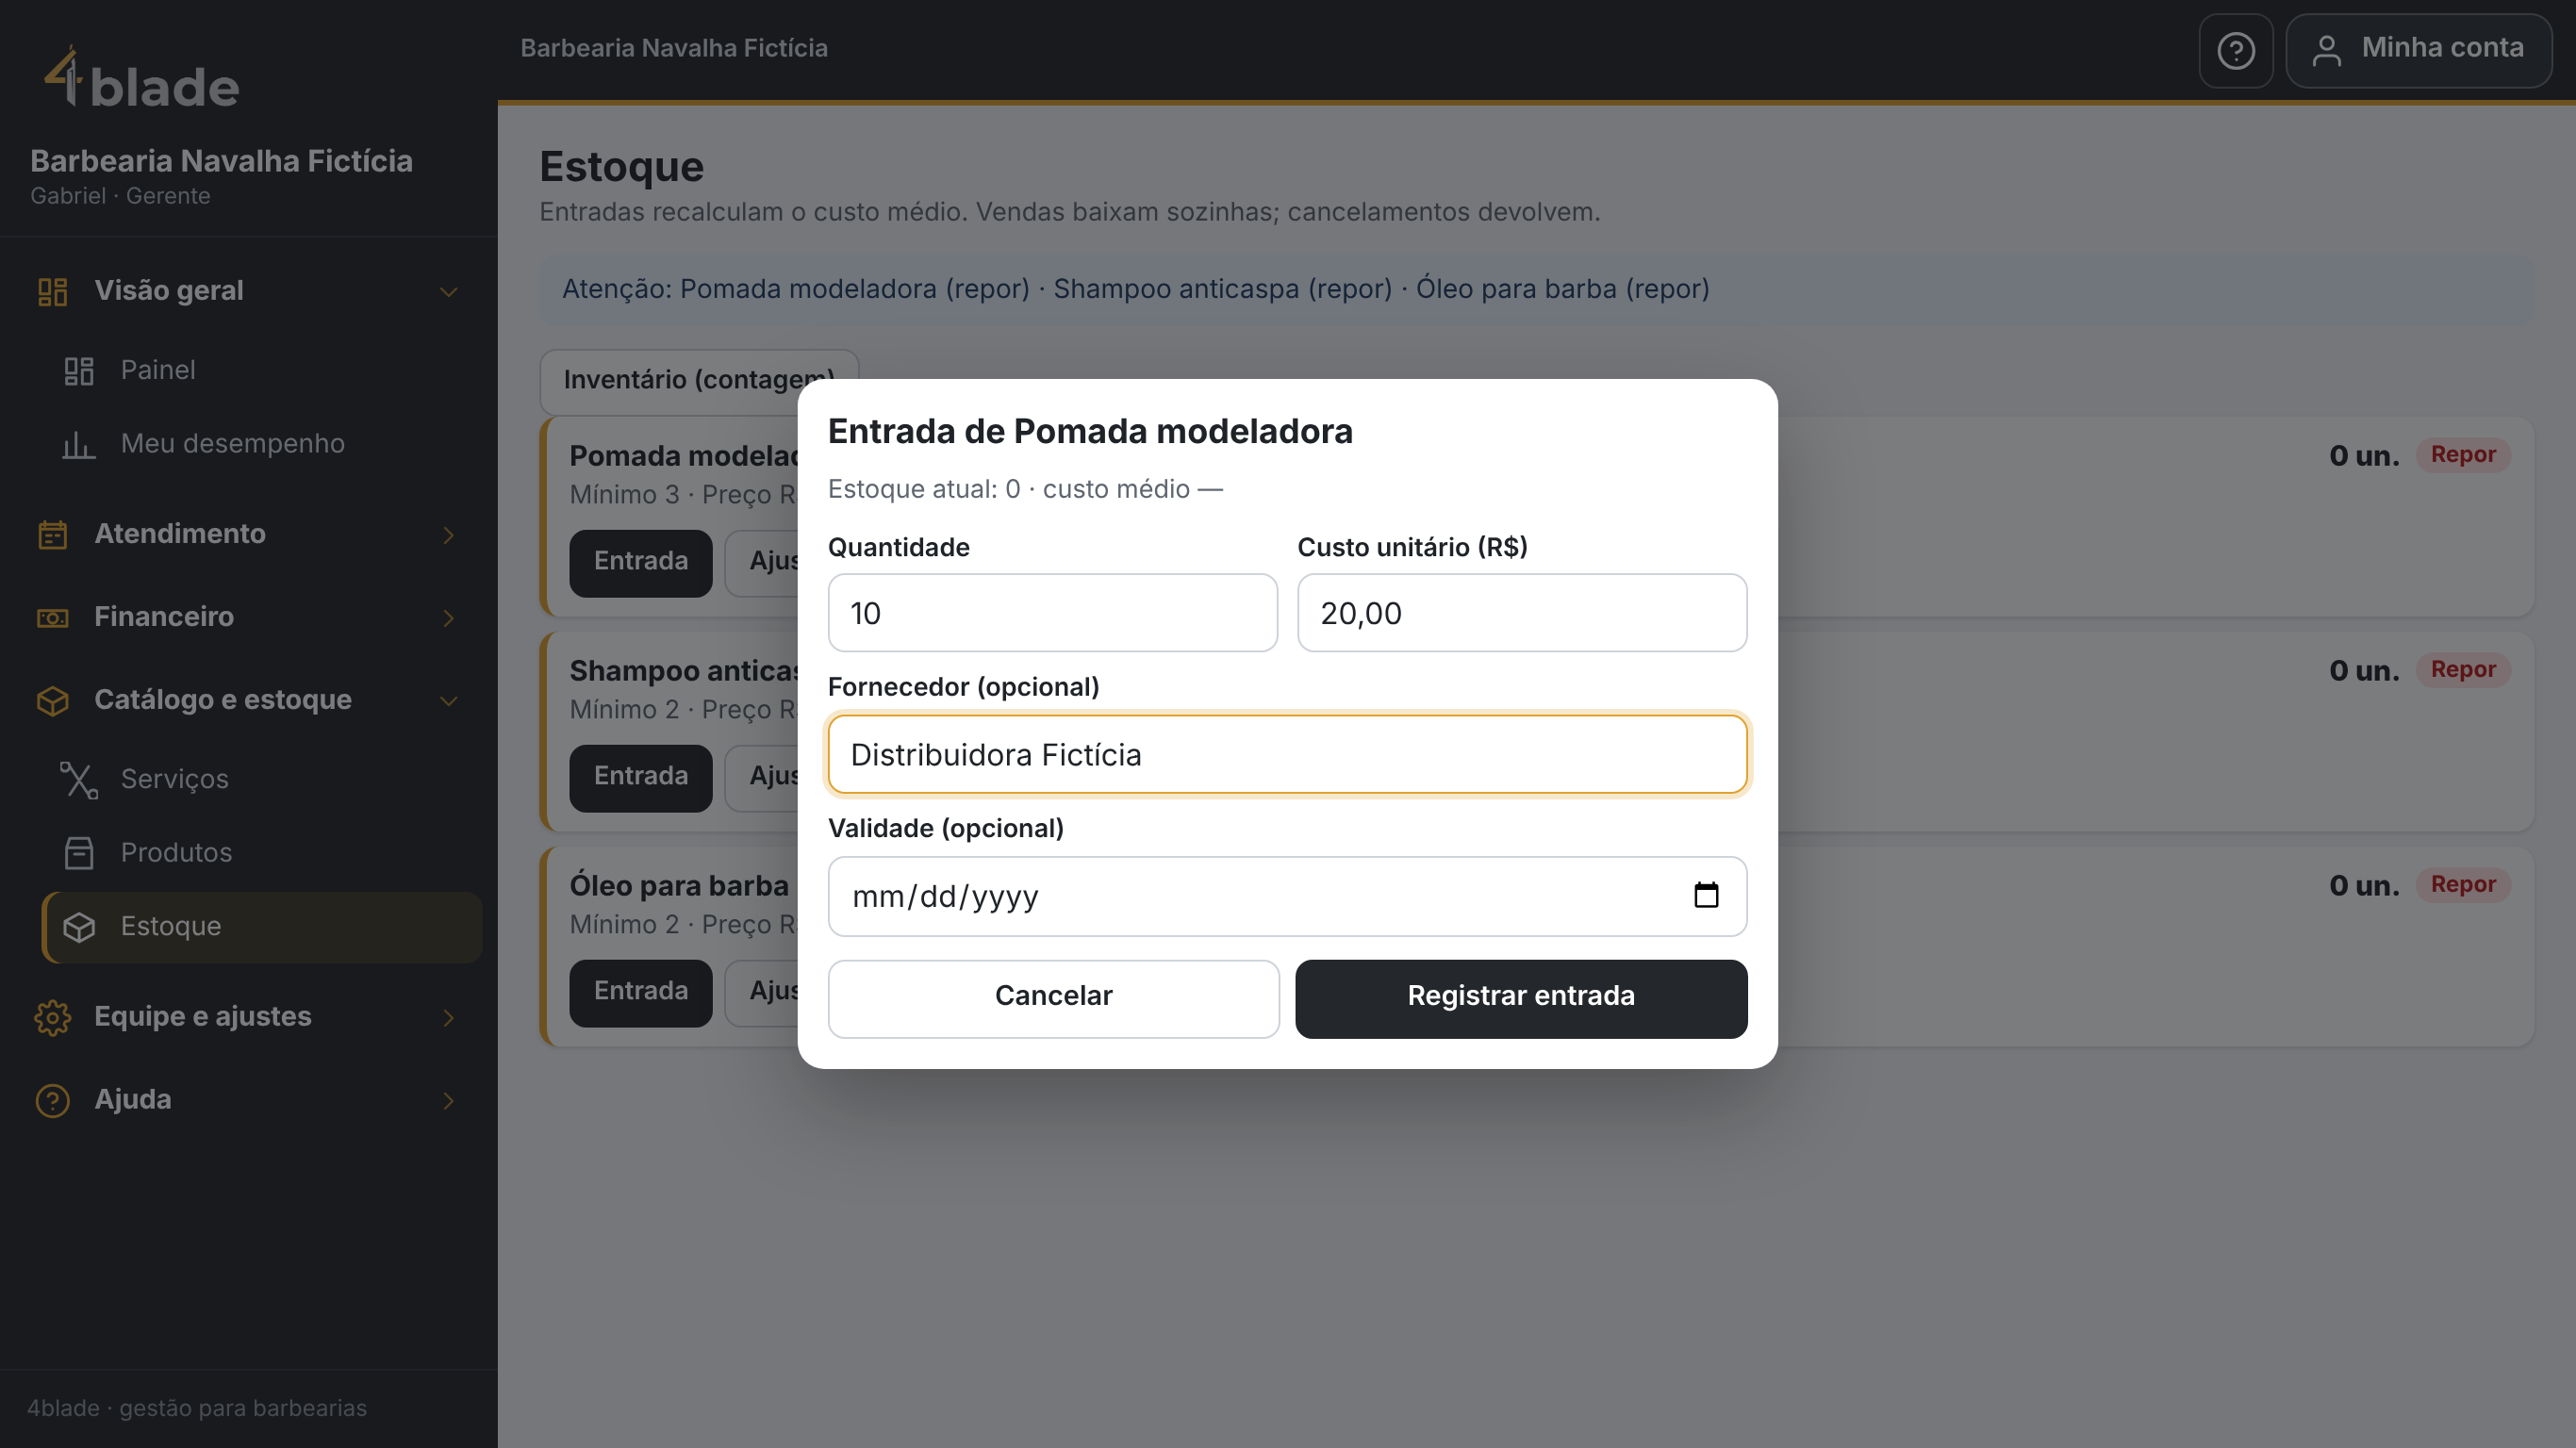 4blade
Barbearia Navalha Fictícia
Gabriel · Gerente
Visão geral
Painel
Meu desempenho
Atendimento
Financeiro
Catálogo e estoque
Serviços
Produtos
Estoque
Equipe e ajustes
Ajuda
4blade · gestão para barbearias
Barbearia Navalha Fictícia
Minha conta
Estoque
Entradas recalculam o custo médio. Vendas baixam sozinhas; cancelamentos devolvem.
Atenção: Pomada modeladora (repor) · Shampoo anticaspa (repor) · Óleo para barba (repor)
Inventário (contagem)
Pomada
0 un. Repor
Mínimo 3 · Preço
Entrada
Shampoo
0 un. Repor
Mínimo 2 · Preço
Entrada
Óleo para barba
0 un. Repor
Mínimo 2 · Preço
Entrada
Entrada de Pomada modeladora
Estoque atual: 0 · custo médio —
Quantidade
10
Custo unitário (R$)
20,00
Fornecedor (opcional)
Distribuidora Fictícia
Validade (opcional)
mm/dd/yyyy
Cancelar
Registrar entrada